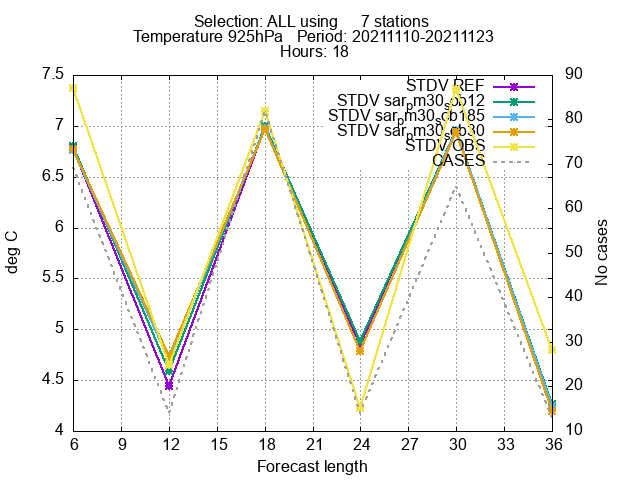 Selection: ALL using 7 stations
Temperature 925hPa Period: 20211110-20211123
Hours: 18
7.5
7
6.5
6
5.5
5
4.5
4
90
80
70
60
50
40
30
20
10
deg C
No cases
STDV REF
STDV sarpm30sob12
STDV sarpm30sob185
STDV sarpm30sob30
STDV OBS
CASES
6 9 12 15 18 21 24 27 30 33 36
Forecast length